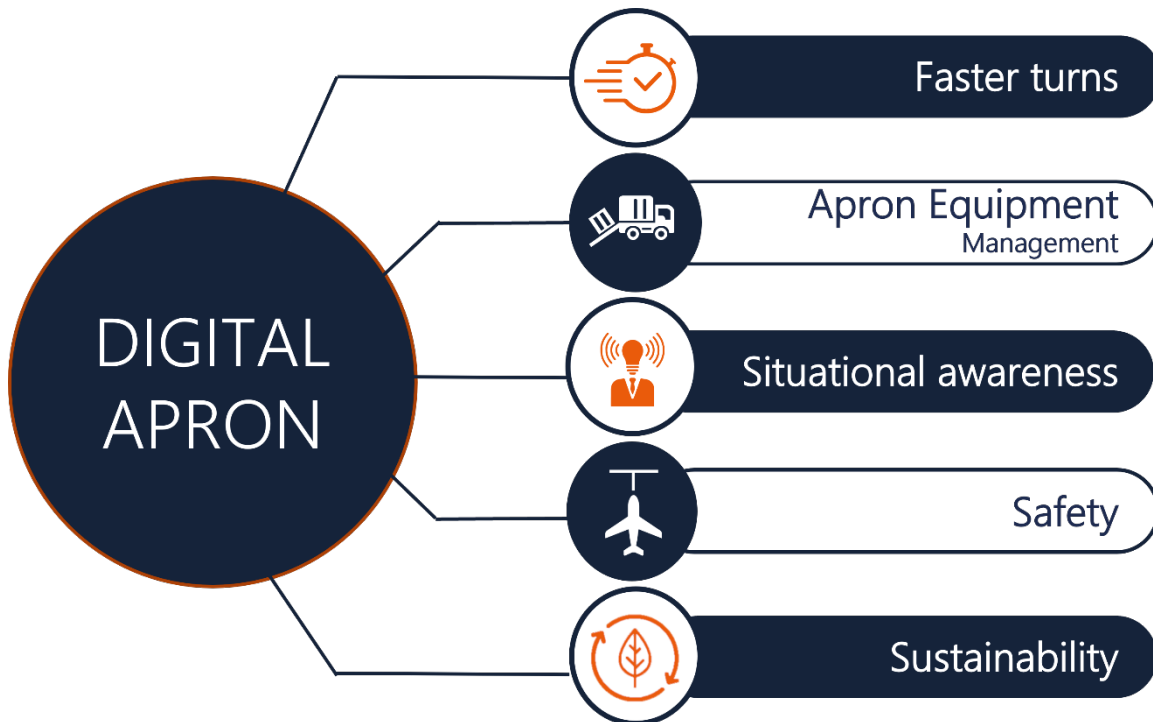 DIGITAL
APRON
Faster turns
Apron Equipment
Management
Situational awareness
Safety
Sustainability